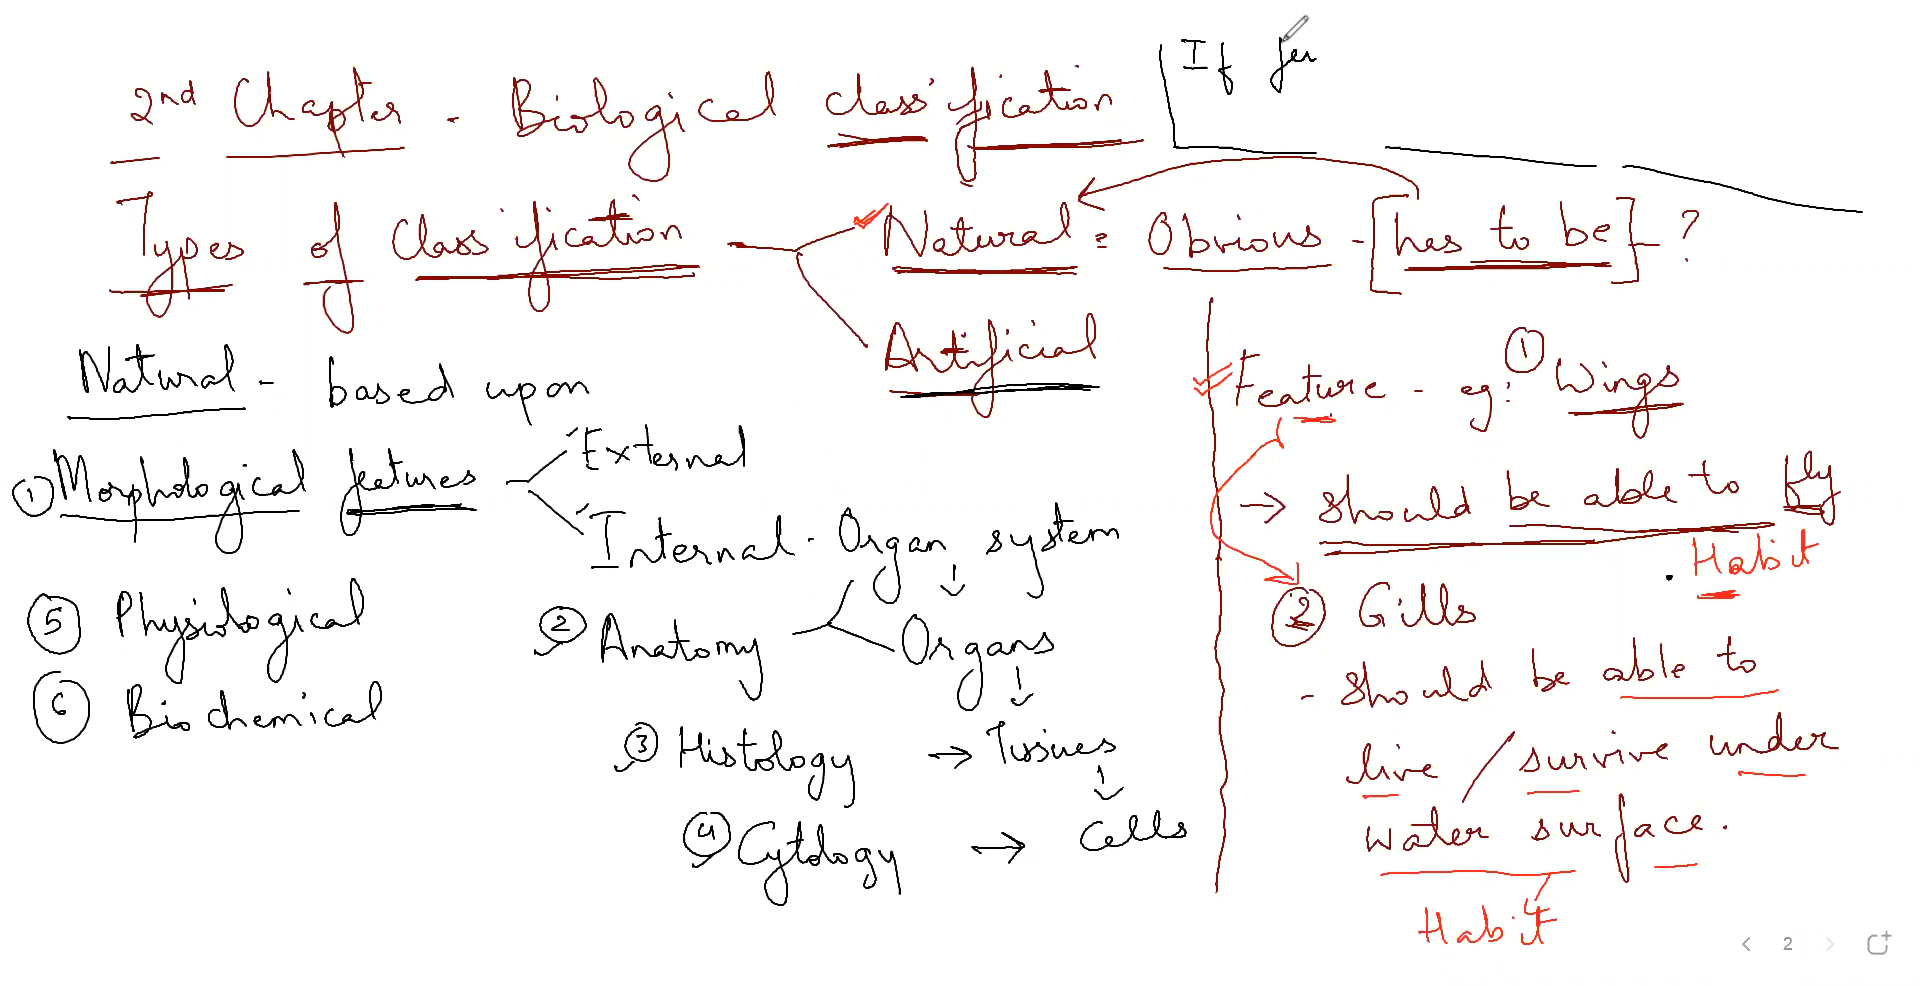 If
2nd Chapter - Biological classification
Types of Classification
Natural = Obvious - [has to be] - ?
Artificial
Natural - based upon
① Morphological features
External
Internal - Organ system
② Anatomy
Organs
③ Histology → Tissues
④ Cytology → Cells
⑤ Physiological
⑥ Biochemical
Feature - eg: ① Wings
→ should be able to fly
. Habit
② Gills
- should be able to
live / survive under
water surface.
Habit
2